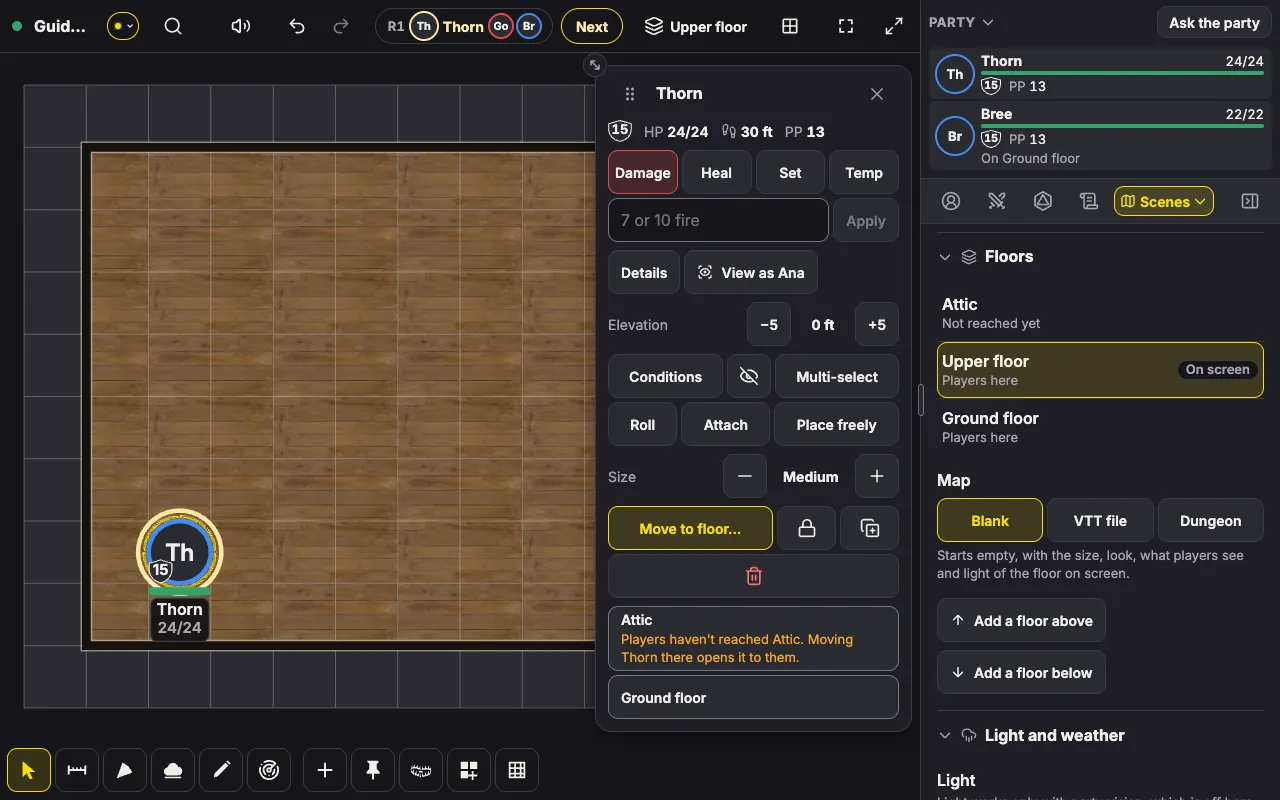 Guid...
R1 Th Thorn Go Br
Next
Upper floor
PARTY
Ask the party
Th
Thorn
24/24
15 PP 13
Br
Bree
22/22
15 PP 13
On Ground floor
Scenes
Floors
Attic
Not reached yet
Upper floor
Players here
On screen
Ground floor
Players here
Map
Blank
VTT file
Dungeon
Starts empty, with the size, look, what players see
and light of the floor on screen.
Add a floor above
Add a floor below
Light and weather
Light
Thorn
15 HP 24/24 30 ft PP 13
Damage
Heal
Set
Temp
7 or 10 fire
Apply
Details
View as Ana
Elevation
−5
0 ft
+5
Conditions
Multi-select
Roll
Attach
Place freely
Size
Medium
Move to floor...
Attic
Players haven't reached Attic. Moving
Thorn there opens it to them.
Ground floor
Th
15
Thorn
24/24